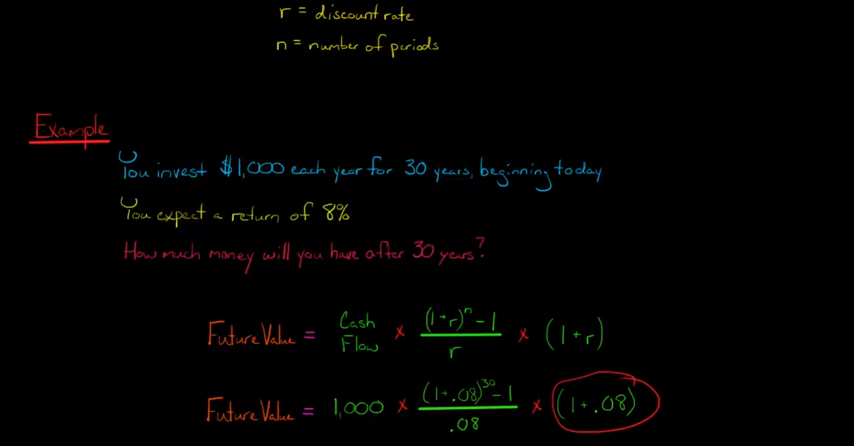 r = discount rate
n = number of periods
Example
You invest $1,000 each year for 30 years, beginning today
You expect a return of 8%
How much money will you have after 30 years?
Future Value = Cash Flow × ((1+r)^n - 1)/r × (1+r)
Future Value = 1,000 × ((1+.08)^30 - 1)/.08 × (1+.08)